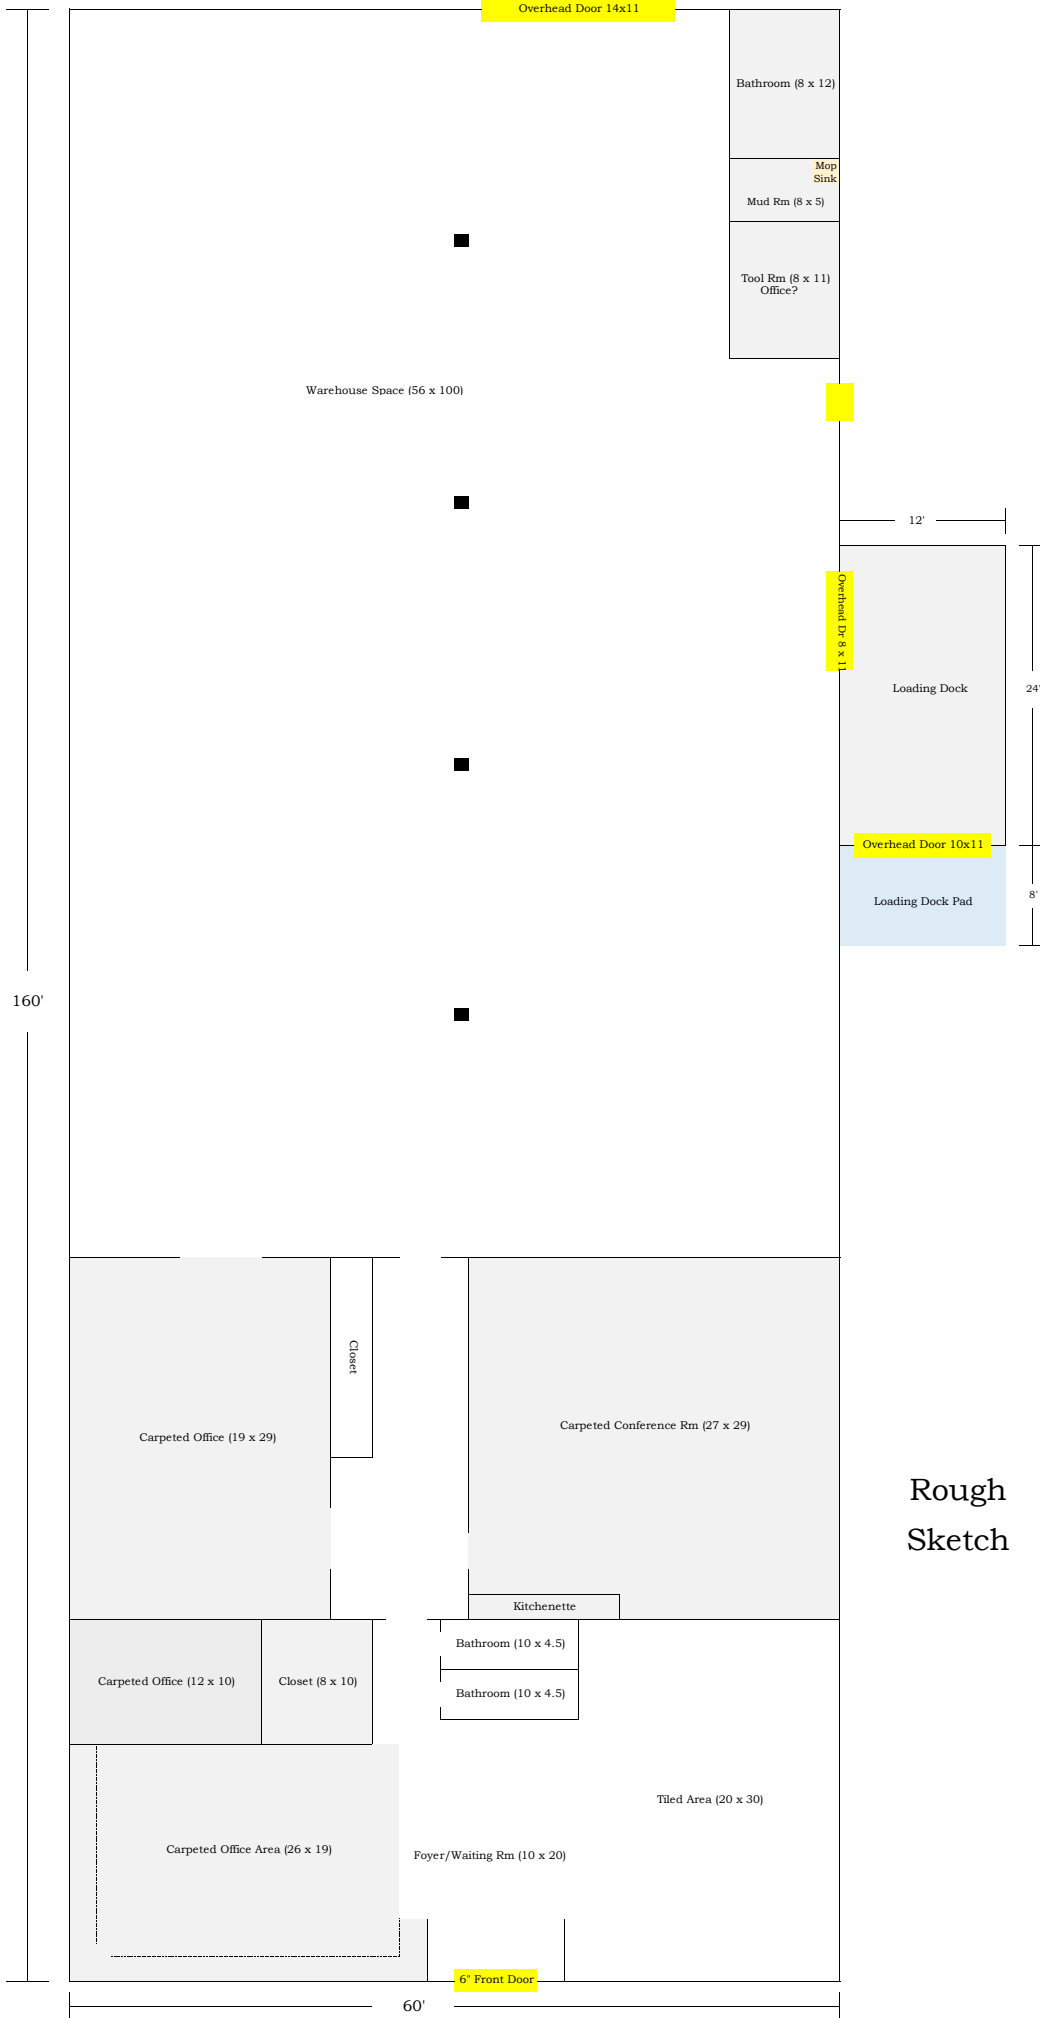 Overhead Door 14x11
Bathroom (8 x 12)
Mop
Sink
Mud Rm (8 x 5)
Tool Rm (8 x 11)
Office?
Warehouse Space (56 x 100)
12'
Overhead Dr 8 x 11
Loading Dock
24'
Overhead Door 10x11
Loading Dock Pad
8'
160'
Closet
Carpeted Office (19 x 29)
Carpeted Conference Rm (27 x 29)
Rough
Sketch
Kitchenette
Bathroom (10 x 4.5)
Carpeted Office (12 x 10)
Closet (8 x 10)
Bathroom (10 x 4.5)
Tiled Area (20 x 30)
Carpeted Office Area (26 x 19)
Foyer/Waiting Rm (10 x 20)
6" Front Door
60'